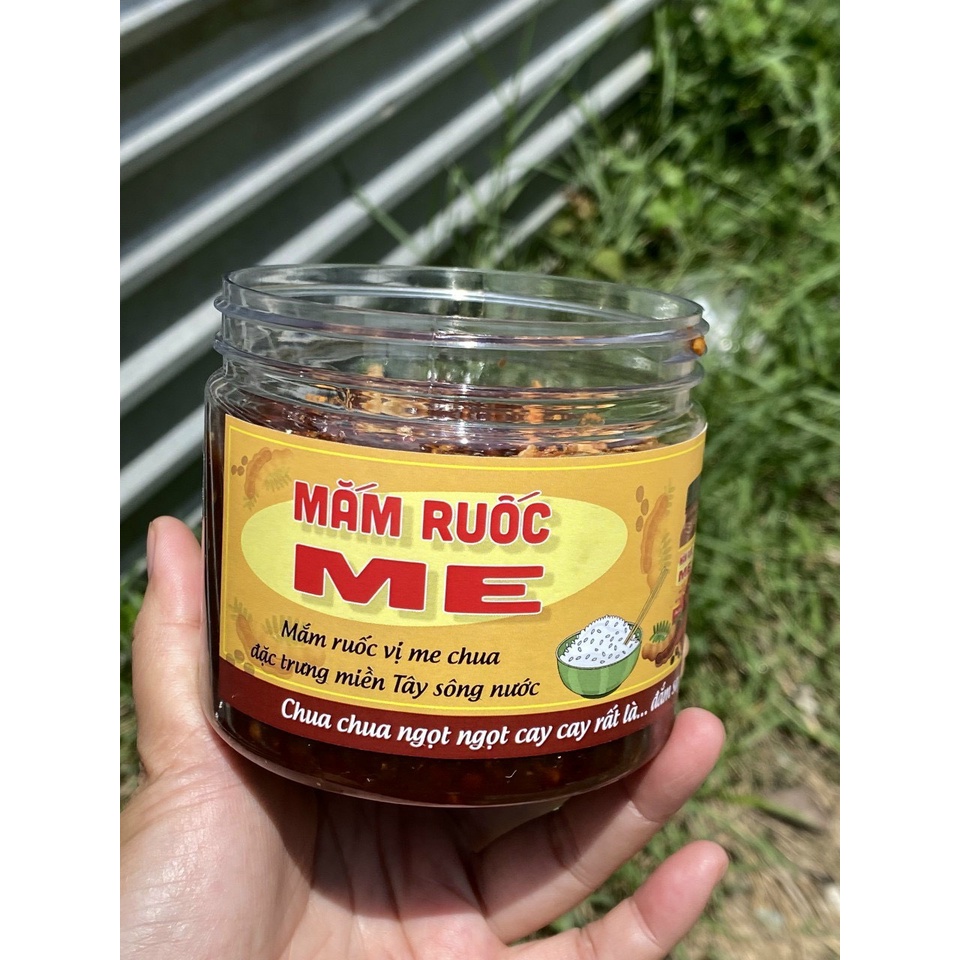 MẮM RUỐC
ME
Mắm ruốc vị me chua
đặc trưng miền Tây sông nước
Chua chua ngọt ngọt cay cay rất là... đắm